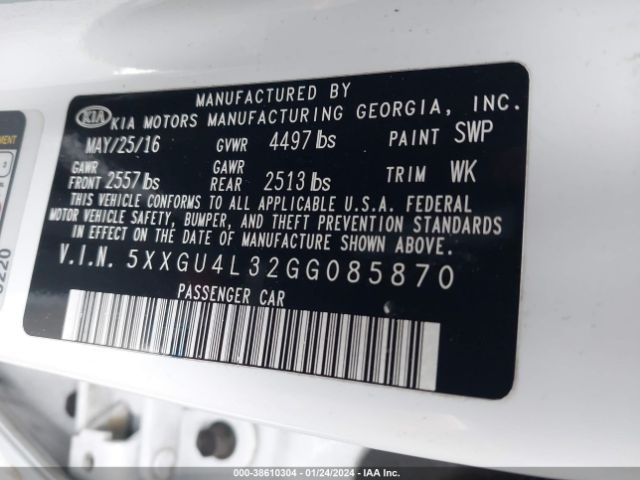 MANUFACTURED BY
KIA KIA MOTORS MANUFACTURING GEORGIA, INC.
MAY/25/16 GVWR 4497 lbs PAINT SWP
GAWR FRONT 2557 lbs GAWR REAR 2513 lbs TRIM WK
THIS VEHICLE CONFORMS TO ALL APPLICABLE U.S.A. FEDERAL
MOTOR VEHICLE SAFETY, BUMPER, AND THEFT PREVENTION STANDARDS
IN EFFECT ON THE DATE OF MANUFACTURE SHOWN ABOVE.
V.I.N. 5XXGU4L32GG085870
PASSENGER CAR
000-38610304 - 01/24/2024 - IAA Inc.